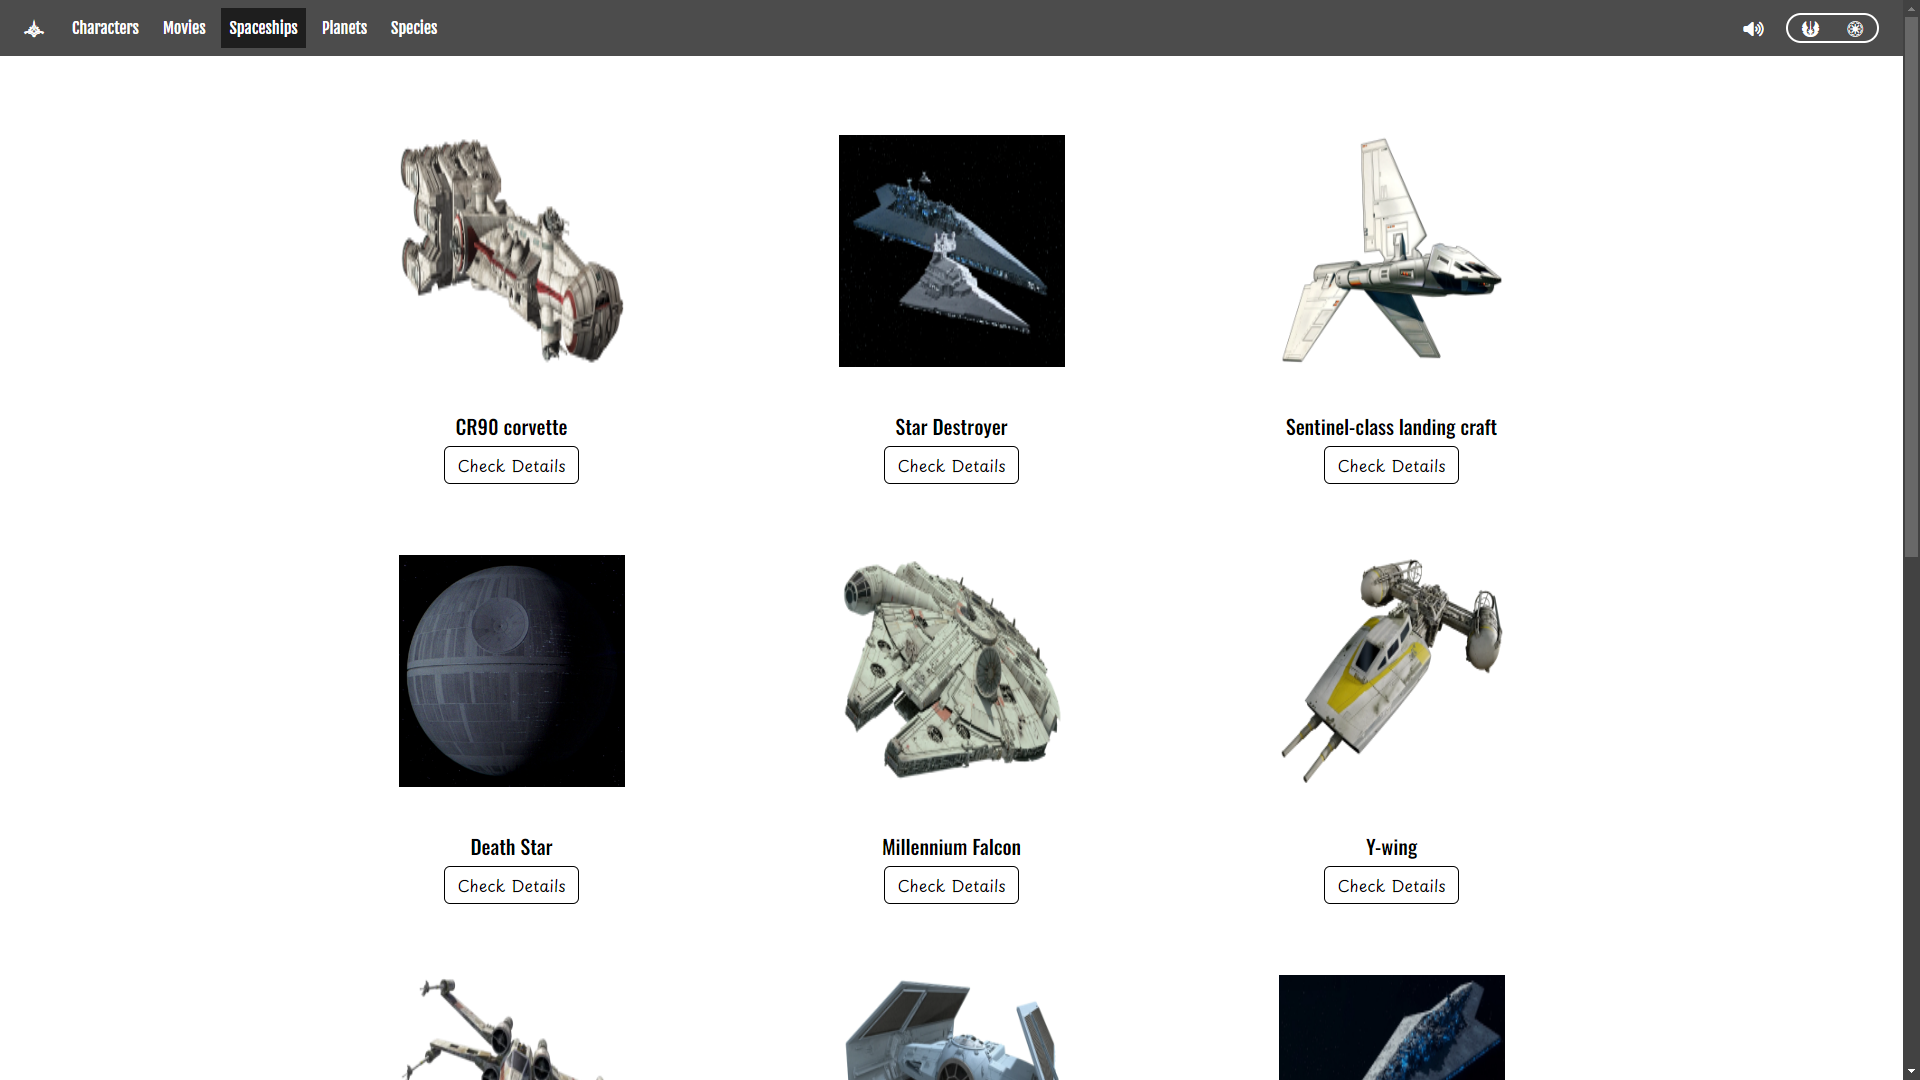 Characters Movies Spaceships Planets Species
CR90 corvette Star Destroyer Sentinel-class landing craft
Check Details Check Details Check Details
Death Star Millennium Falcon Y-wing
Check Details Check Details Check Details